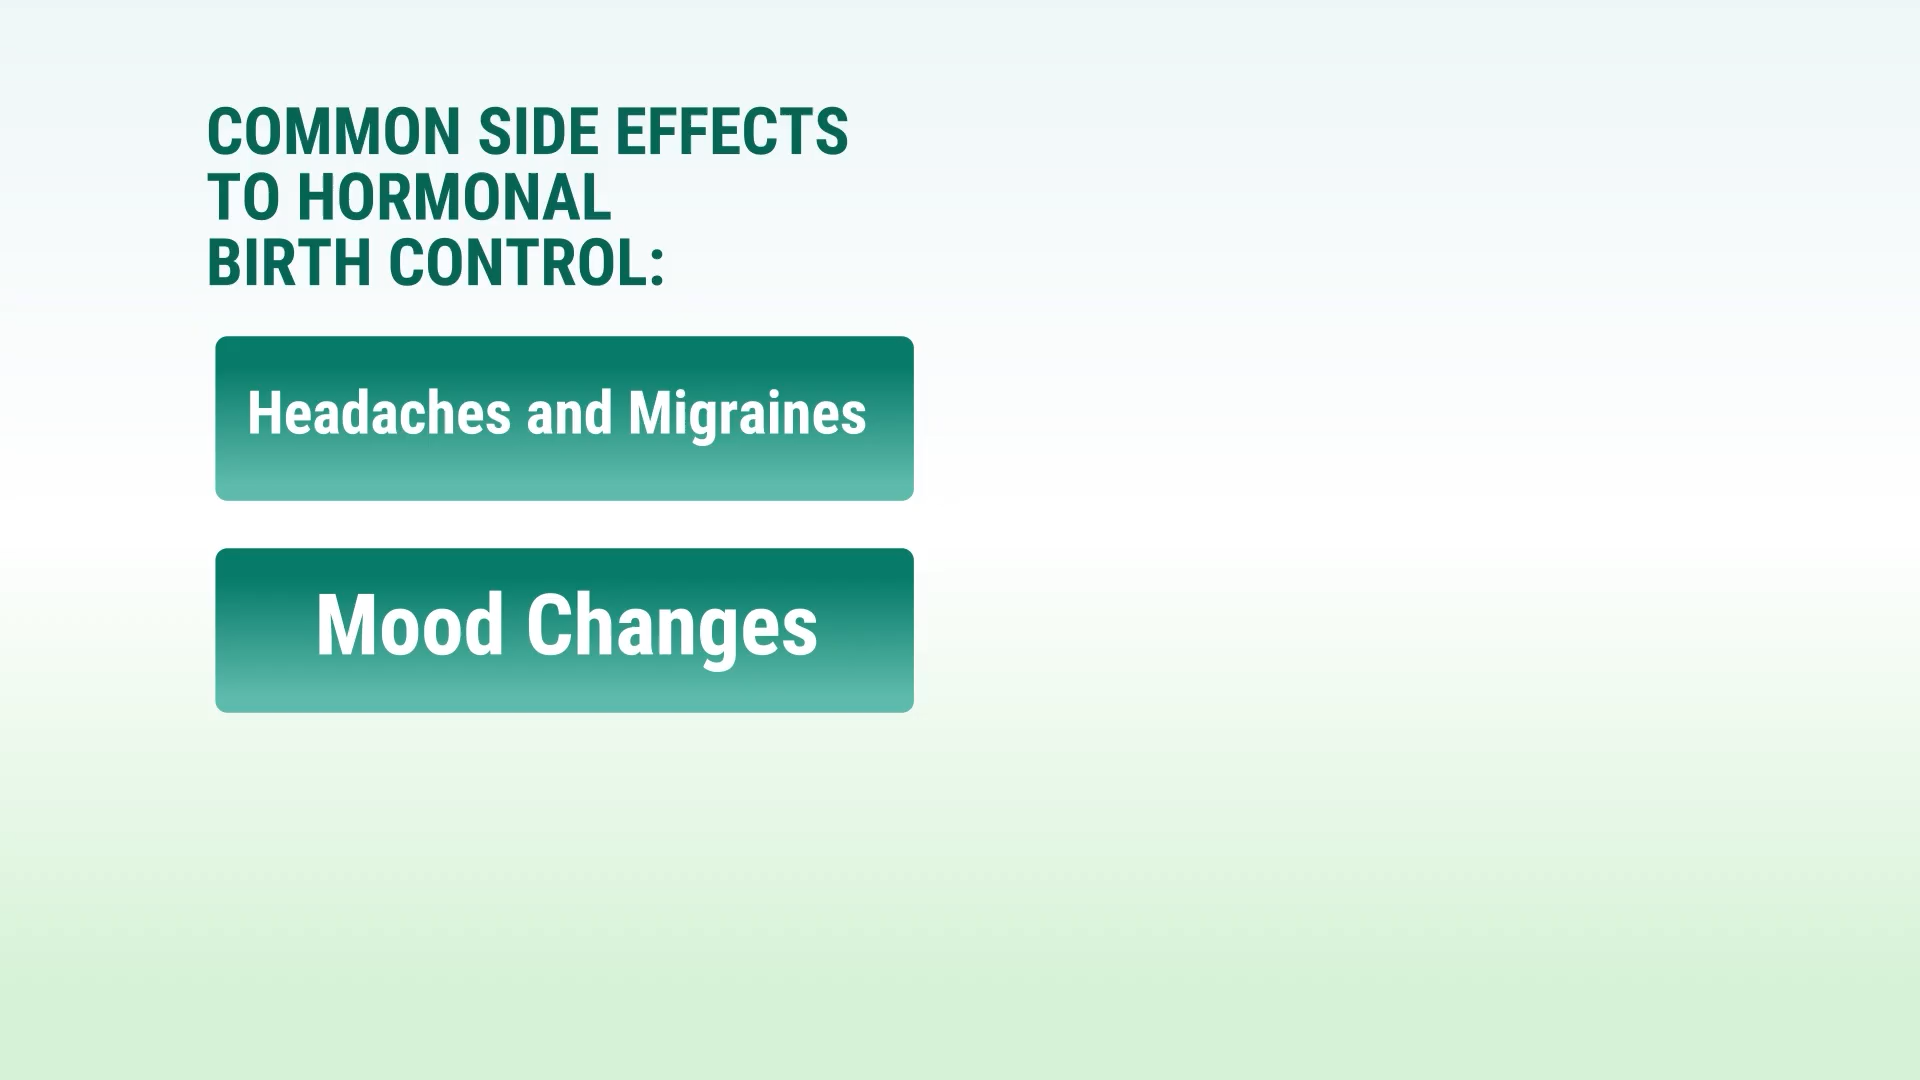 COMMON SIDE EFFECTS
TO HORMONAL
BIRTH CONTROL:
Headaches and Migraines
Mood Changes